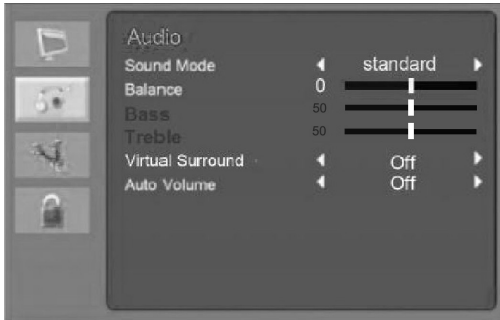 Audio
Sound Mode standard
Balance 0
Bass 50
Treble 50
Virtual Surround Off
Auto Volume Off